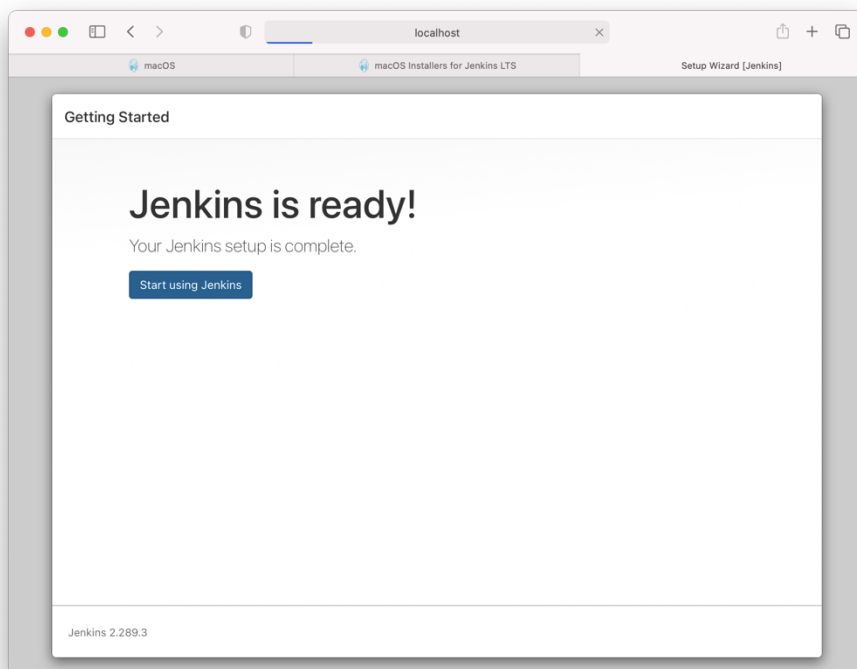 localhost
macOS
macOS Installers for Jenkins LTS
Setup Wizard [Jenkins]
Getting Started
Jenkins is ready!
Your Jenkins setup is complete.
Start using Jenkins
Jenkins 2.289.3